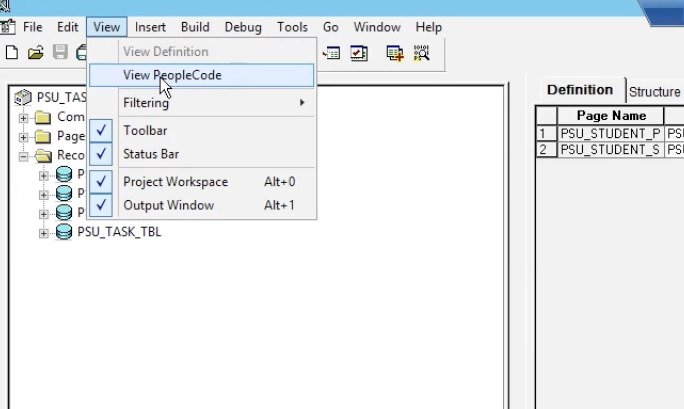 File Edit View Insert Build Debug Tools Go Window Help
View Definition
View PeopleCode
Filtering
Toolbar
Status Bar
Project Workspace Alt+0
Output Window Alt+1
PSU_TAS
Com
Page
Reco
P
P
P
PSU_TASK_TBL
Definition Structure
Page Name
1 PSU_STUDENT_P PSU
2 PSU_STUDENT_S PSU